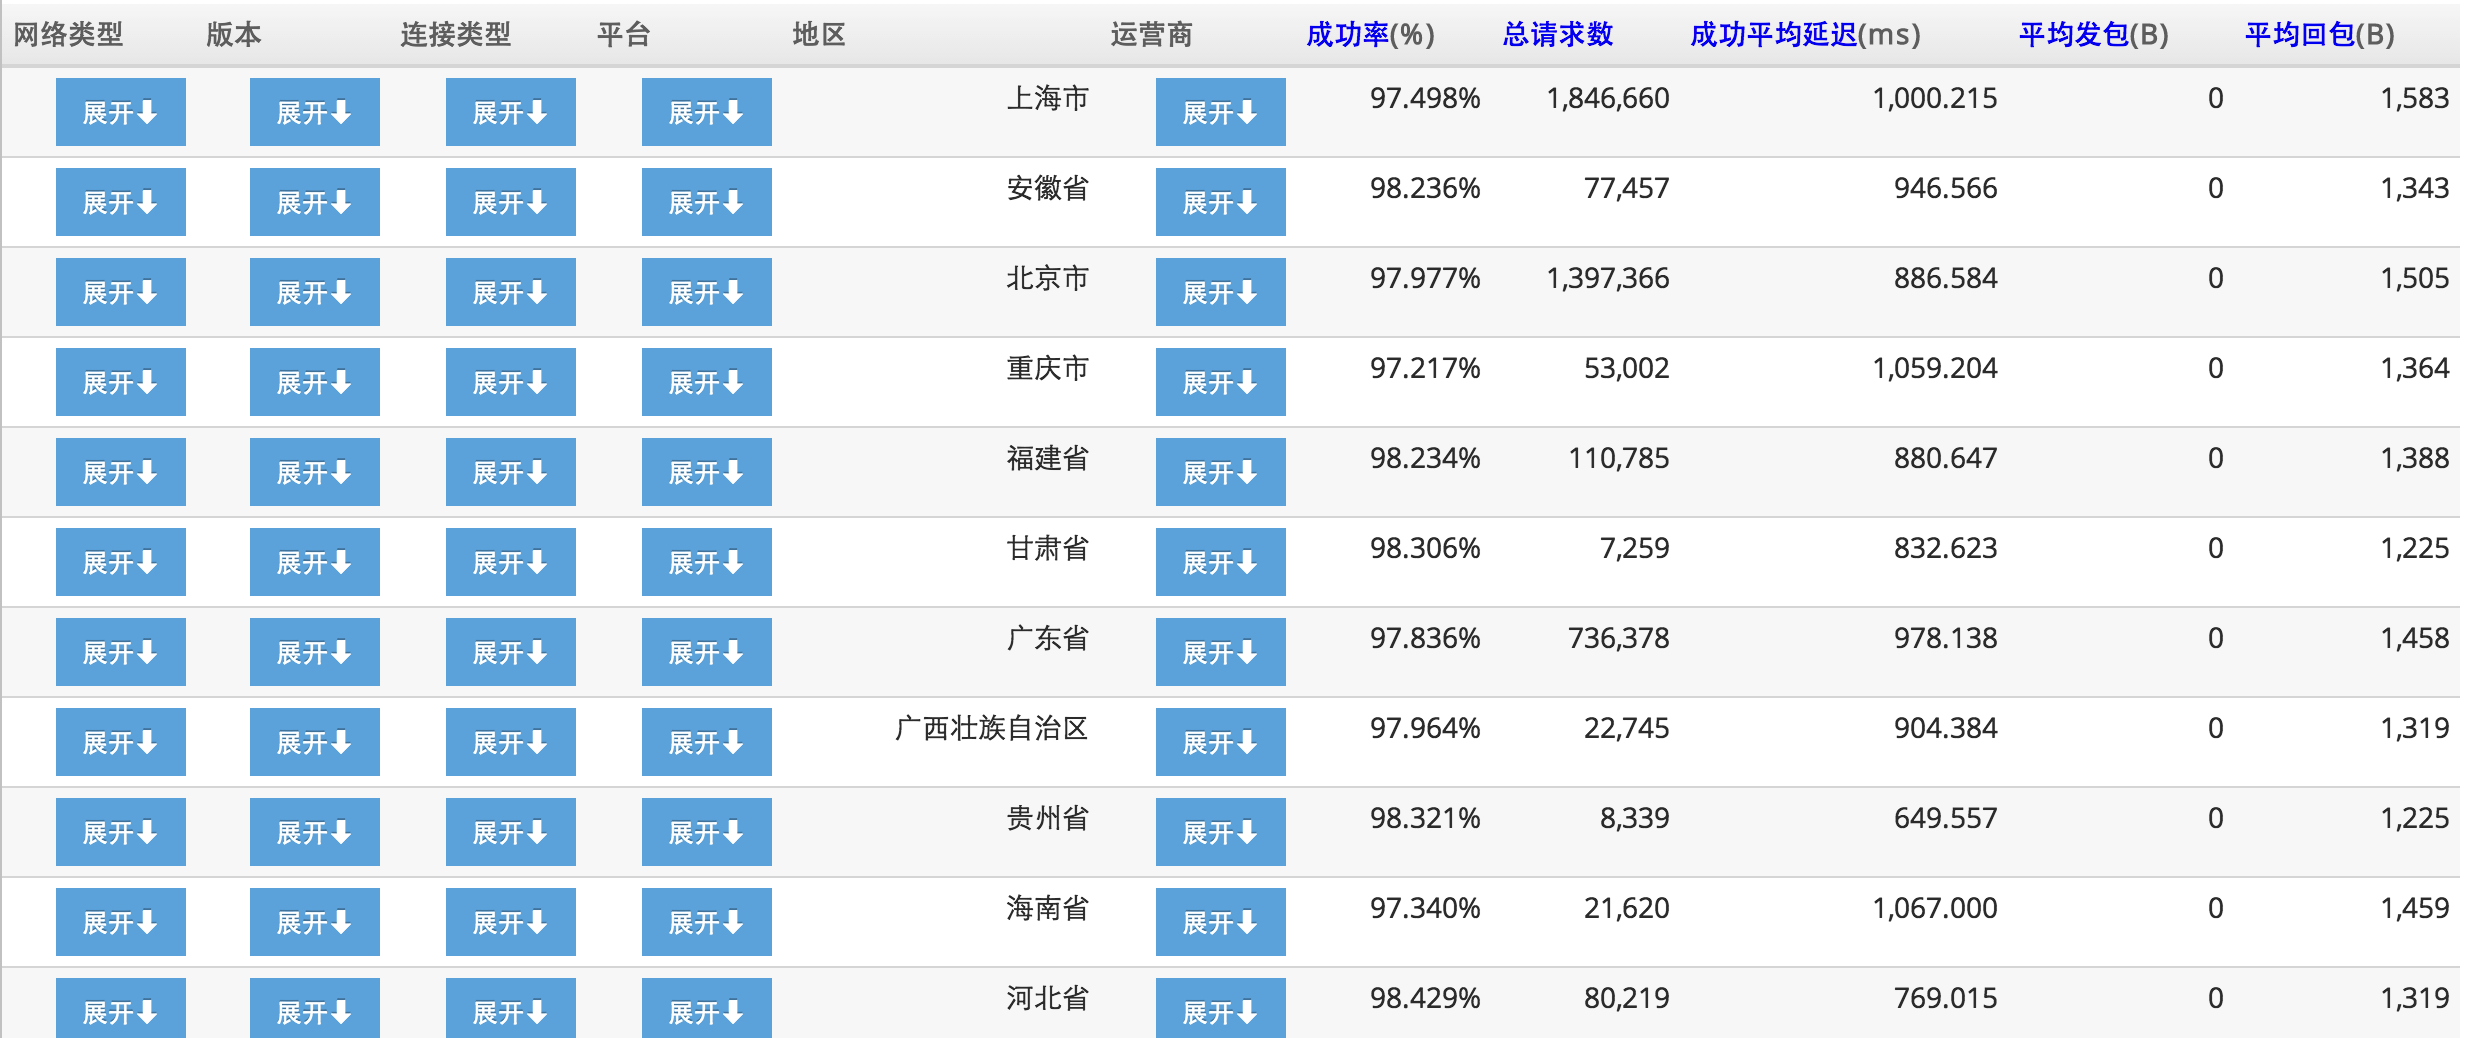 网络类型 版本 连接类型 平台 地区 运营商 成功率(%) 总请求数 成功平均延迟(ms) 平均发包(B) 平均回包(B)
展开 展开 展开 展开 上海市 展开 97.498% 1,846,660 1,000.215 0 1,583
展开 展开 展开 展开 安徽省 展开 98.236% 77,457 946.566 0 1,343
展开 展开 展开 展开 北京市 展开 97.977% 1,397,366 886.584 0 1,505
展开 展开 展开 展开 重庆市 展开 97.217% 53,002 1,059.204 0 1,364
展开 展开 展开 展开 福建省 展开 98.234% 110,785 880.647 0 1,388
展开 展开 展开 展开 甘肃省 展开 98.306% 7,259 832.623 0 1,225
展开 展开 展开 展开 广东省 展开 97.836% 736,378 978.138 0 1,458
展开 展开 展开 展开 广西壮族自治区 展开 97.964% 22,745 904.384 0 1,319
展开 展开 展开 展开 贵州省 展开 98.321% 8,339 649.557 0 1,225
展开 展开 展开 展开 海南省 展开 97.340% 21,620 1,067.000 0 1,459
展开 展开 展开 展开 河北省 展开 98.429% 80,219 769.015 0 1,319